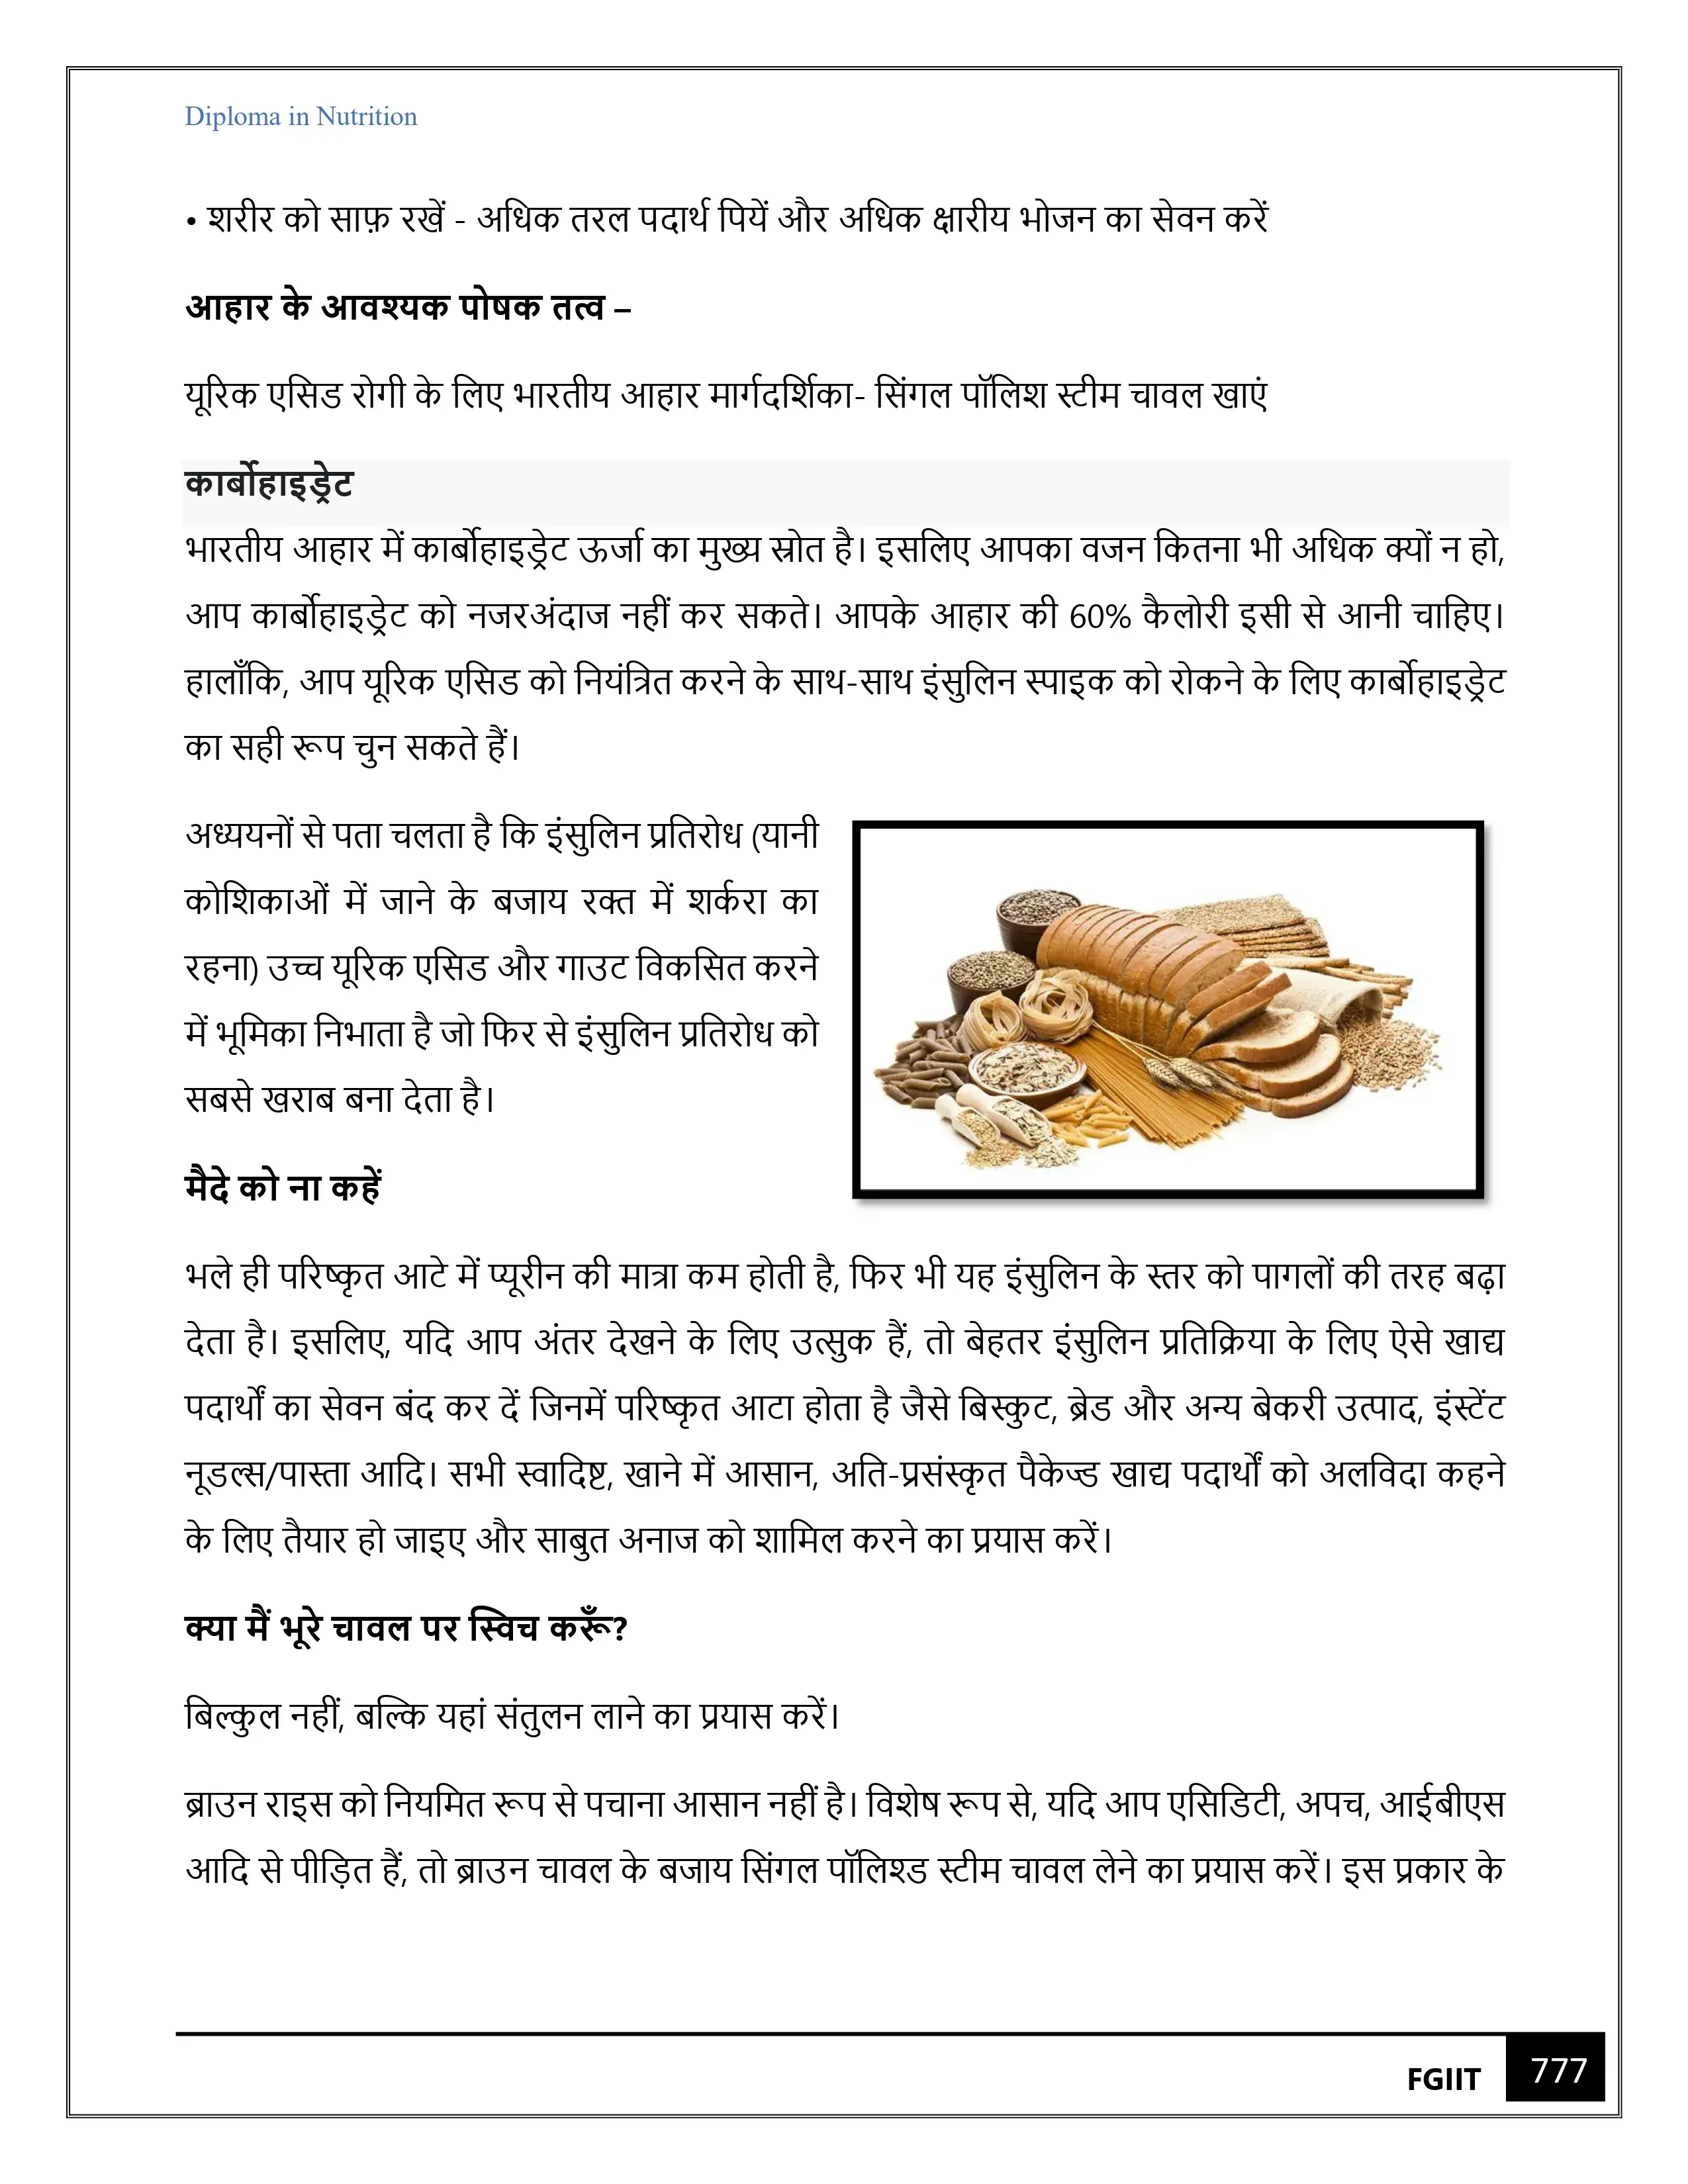 Diploma in Nutrition
• शरीर को साफ़ रखें - अधिक तरल पदार्थ पियें और अधिक क्षारीय भोजन का सेवन करें
आहार के आवश्यक पोषक तत्व –
यूरिक एसिड रोगी के लिए भारतीय आहार मार्गदर्शिका- सिंगल पॉलिश स्टीम चावल खाएं
कार्बोहाइड्रेट
भारतीय आहार में कार्बोहाइड्रेट ऊर्जा का मुख्य स्रोत है। इसलिए आपका वजन कितना भी अधिक क्यों न हो,
आप कार्बोहाइड्रेट को नजरअंदाज नहीं कर सकते। आपके आहार की 60% कैलोरी इसी से आनी चाहिए।
हालाँकि, आप यूरिक एसिड को नियंत्रित करने के साथ-साथ इंसुलिन स्पाइक को रोकने के लिए कार्बोहाइड्रेट
का सही रूप चुन सकते हैं।
अध्ययनों से पता चलता है कि इंसुलिन प्रतिरोध (यानी
कोशिकाओं में जाने के बजाय रक्त में शर्करा का
रहना) उच्च यूरिक एसिड और गाउट विकसित करने
में भूमिका निभाता है जो फिर से इंसुलिन प्रतिरोध को
सबसे खराब बना देता है।
मैदे को ना कहें
भले ही परिष्कृत आटे में प्यूरीन की मात्रा कम होती है, फिर भी यह इंसुलिन के स्तर को पागलों की तरह बढ़ा
देता है। इसलिए, यदि आप अंतर देखने के लिए उत्सुक हैं, तो बेहतर इंसुलिन प्रतिक्रिया के लिए ऐसे खाद्य
पदार्थों का सेवन बंद कर दें जिनमें परिष्कृत आटा होता है जैसे बिस्कुट, ब्रेड और अन्य बेकरी उत्पाद, इंस्टेंट
नूडल्स/पास्ता आदि। सभी स्वादिष्ट, खाने में आसान, अति-प्रसंस्कृत पैकेज्ड खाद्य पदार्थों को अलविदा कहने
के लिए तैयार हो जाइए और साबुत अनाज को शामिल करने का प्रयास करें।
क्या मैं भूरे चावल पर स्विच करूँ?
बिल्कुल नहीं, बल्कि यहां संतुलन लाने का प्रयास करें।
ब्राउन राइस को नियमित रूप से पचाना आसान नहीं है। विशेष रूप से, यदि आप एसिडिटी, अपच, आईबीएस
आदि से पीड़ित हैं, तो ब्राउन चावल के बजाय सिंगल पॉलिश्ड स्टीम चावल लेने का प्रयास करें। इस प्रकार के
FGIIT 777